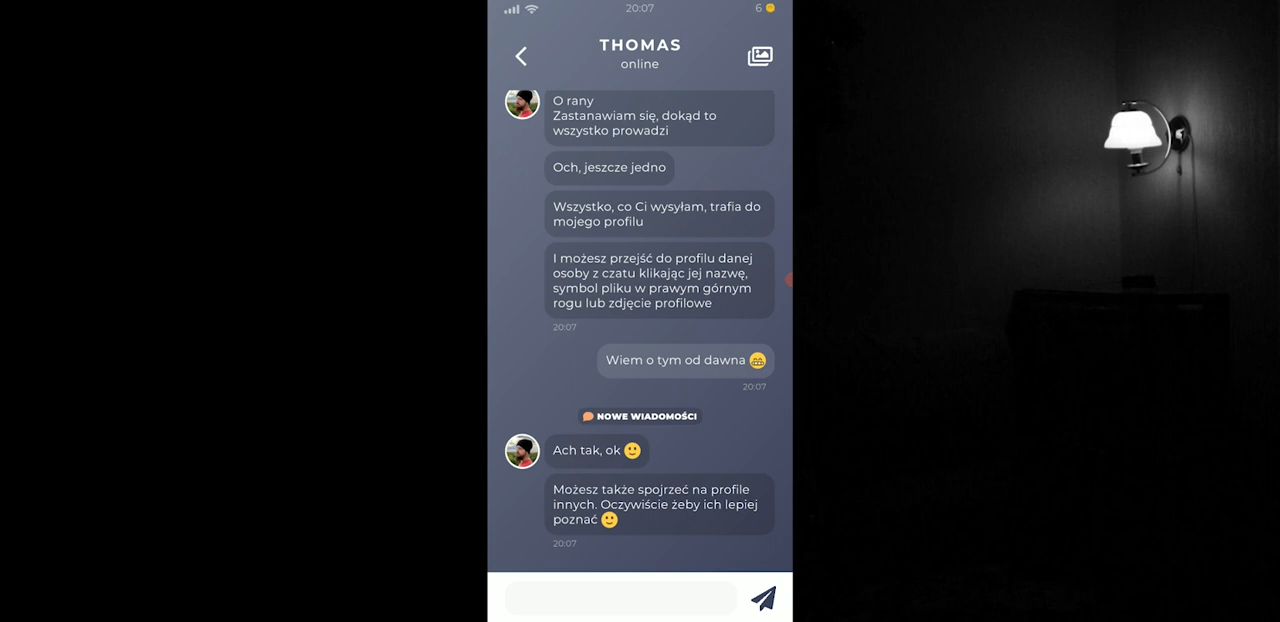 20:07
6
THOMAS
online
O rany
Zastanawiam się, dokąd to
wszystko prowadzi
Och, jeszcze jedno
Wszystko, co Ci wysyłam, trafia do
mojego profilu
I możesz przejść do profilu danej
osoby z czatu klikając jej nazwę,
symbol pliku w prawym górnym
rogu lub zdjęcie profilowe
20:07
Wiem o tym od dawna 😁
20:07
NOWE WIADOMOŚCI
Ach tak, ok 🙂
Możesz także spojrzeć na profile
innych. Oczywiście żeby ich lepiej
poznać 🙂
20:07